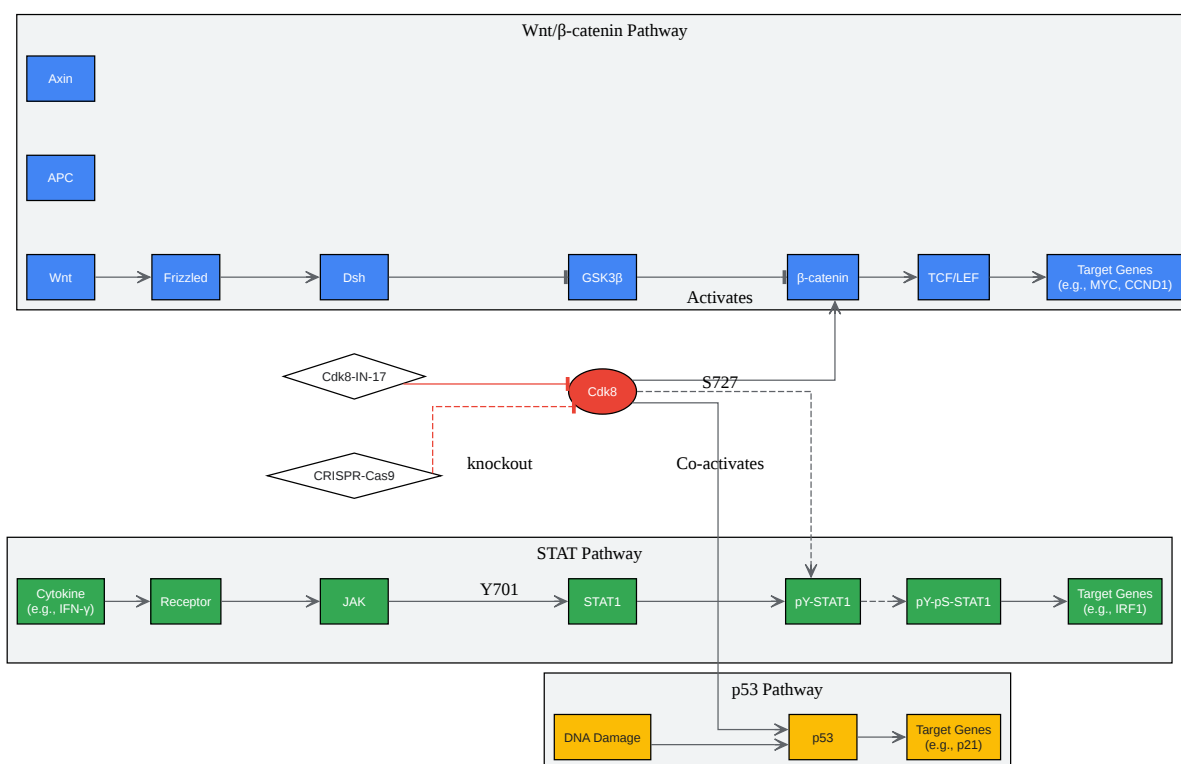 Wnt/β-catenin Pathway
Axin
APC
Wnt
Frizzled
Dsh
GSK3β
β-catenin
TCF/LEF
Target Genes
(e.g., MYC, CCND1)
Activates
Cdk8-IN-17
Cdk8
S727
CRISPR-Cas9
knockout
Co-activates
STAT Pathway
Cytokine
(e.g., IFN-γ)
Receptor
JAK
Y701
STAT1
pY-STAT1
pY-pS-STAT1
Target Genes
(e.g., IRF1)
p53 Pathway
DNA Damage
p53
Target Genes
(e.g., p21)